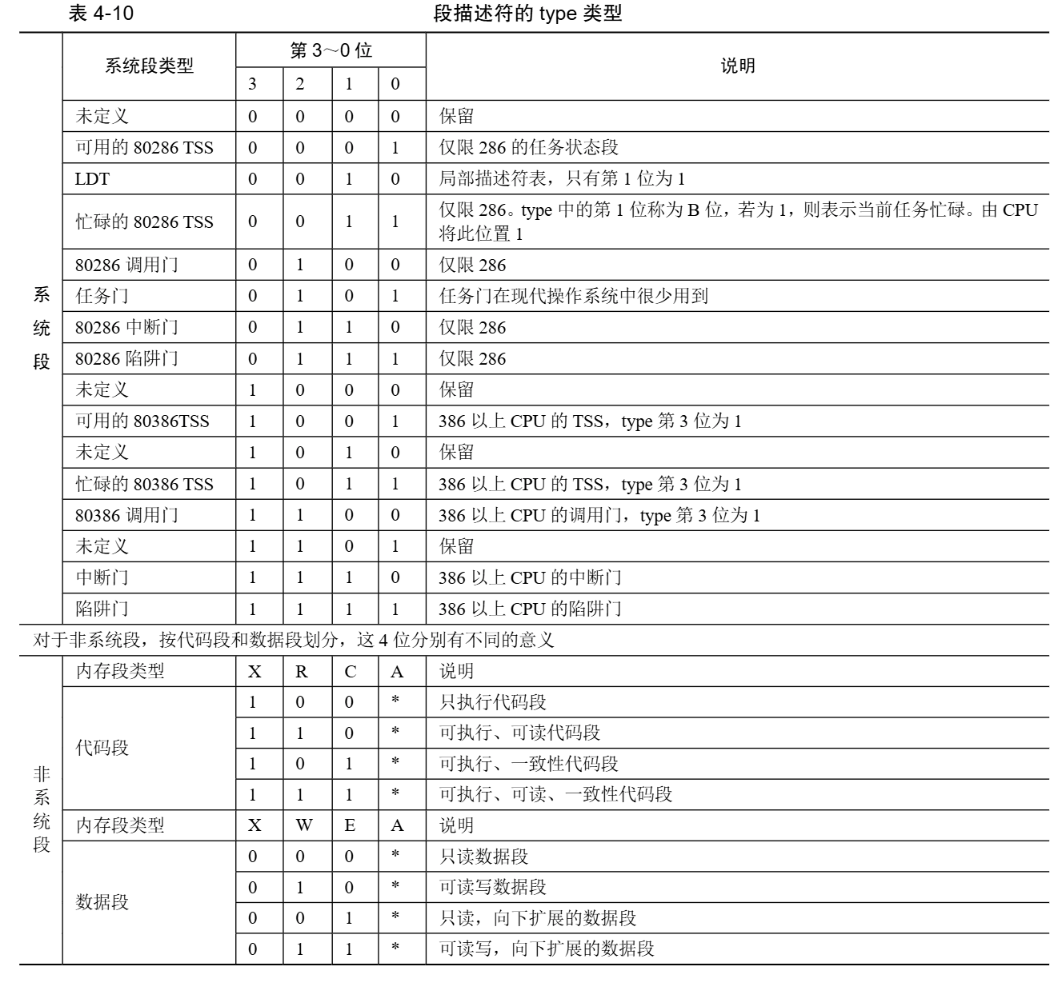 表 4-10 段描述符的 type 类型
系统段类型 第 3～0 位 说明
3 2 1 0
未定义 0 0 0 0 保留
可用的 80286 TSS 0 0 0 1 仅限 286 的任务状态段
LDT 0 0 1 0 局部描述符表，只有第 1 位为 1
忙碌的 80286 TSS 0 0 1 1 仅限 286。type 中的第 1 位称为 B 位，若为 1，则表示当前任务忙碌。由 CPU
将此位置 1
80286 调用门 0 1 0 0 仅限 286
任务门 0 1 0 1 任务门在现代操作系统中很少用到
80286 中断门 0 1 1 0 仅限 286
80286 陷阱门 0 1 1 1 仅限 286
未定义 1 0 0 0 保留
可用的 80386TSS 1 0 0 1 386 以上 CPU 的 TSS，type 第 3 位为 1
未定义 1 0 1 0 保留
忙碌的 80386 TSS 1 0 1 1 386 以上 CPU 的 TSS，type 第 3 位为 1
80386 调用门 1 1 0 0 386 以上 CPU 的调用门，type 第 3 位为 1
未定义 1 1 0 1 保留
中断门 1 1 1 0 386 以上 CPU 的中断门
陷阱门 1 1 1 1 386 以上 CPU 的陷阱门
系统段
对于非系统段，按代码段和数据段划分，这 4 位分别有不同的意义
内存段类型 X R C A 说明
代码段
1 0 0 * 只执行代码段
1 1 0 * 可执行、可读代码段
1 0 1 * 可执行、一致性代码段
1 1 1 * 可执行、可读、一致性代码段
非系统段
内存段类型 X W E A 说明
数据段
0 0 0 * 只读数据段
0 1 0 * 可读写数据段
0 0 1 * 只读，向下扩展的数据段
0 1 1 * 可读写，向下扩展的数据段